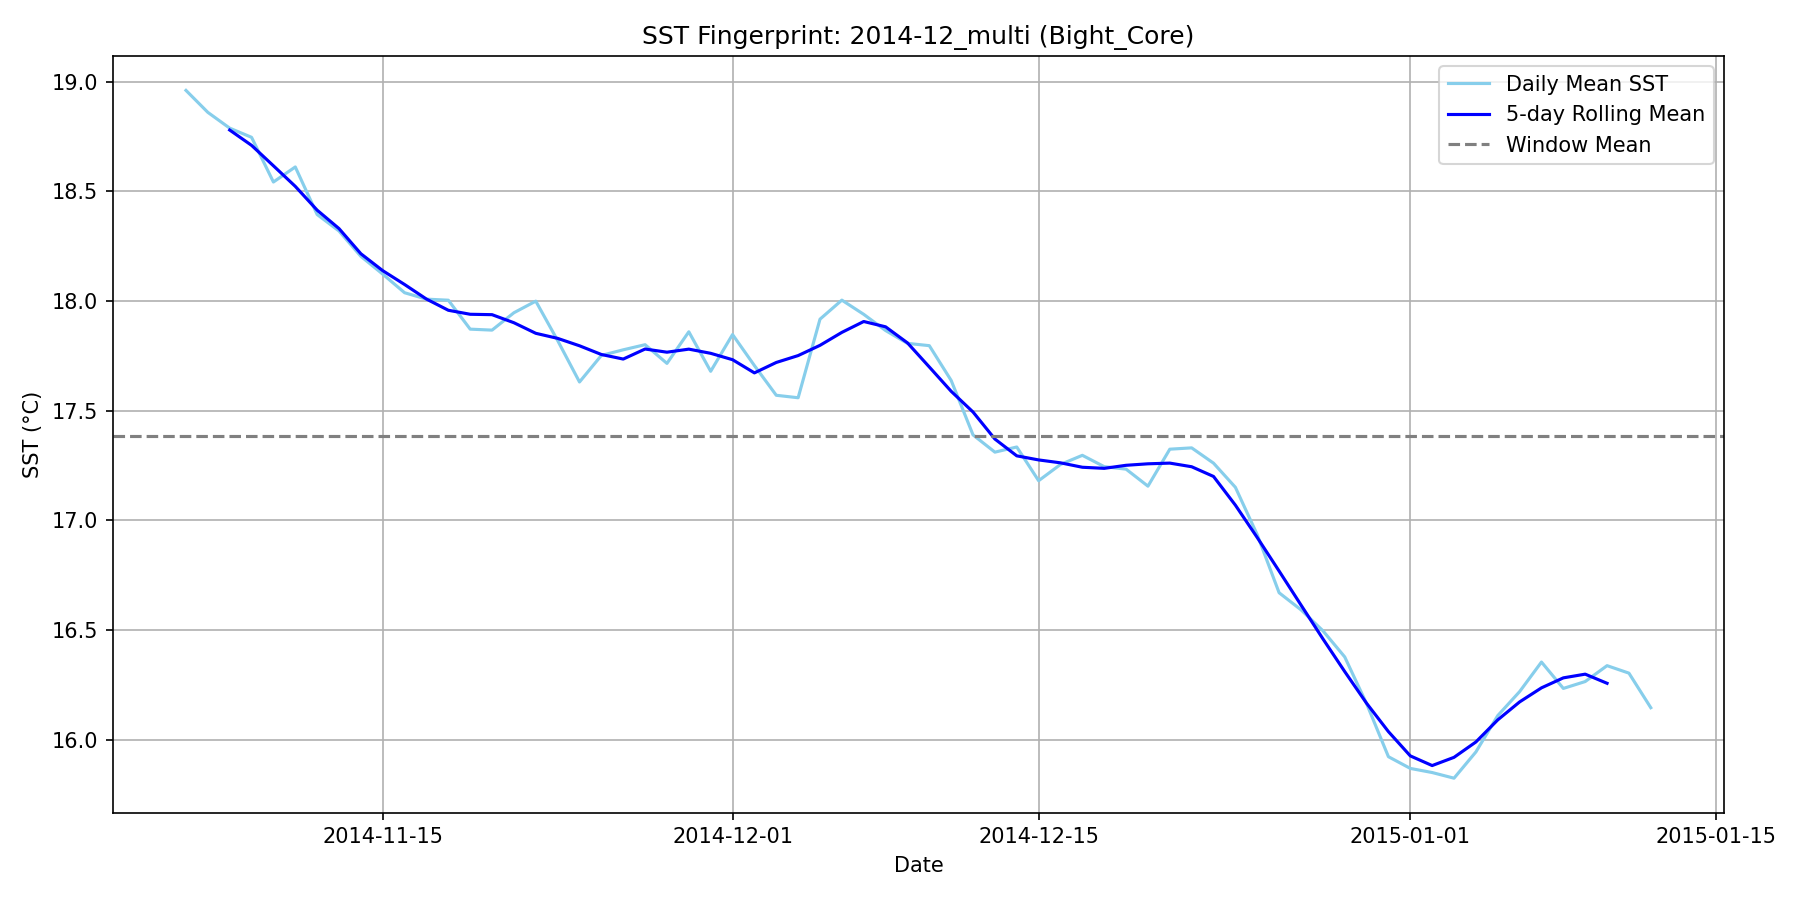 SST Fingerprint: 2014-12_multi (Bight_Core)
Daily Mean SST
5-day Rolling Mean
Window Mean
SST (°C)
19.0
18.5
18.0
17.5
17.0
16.5
16.0
2014-11-15
2014-12-01
2014-12-15
2015-01-01
2015-01-15
Date